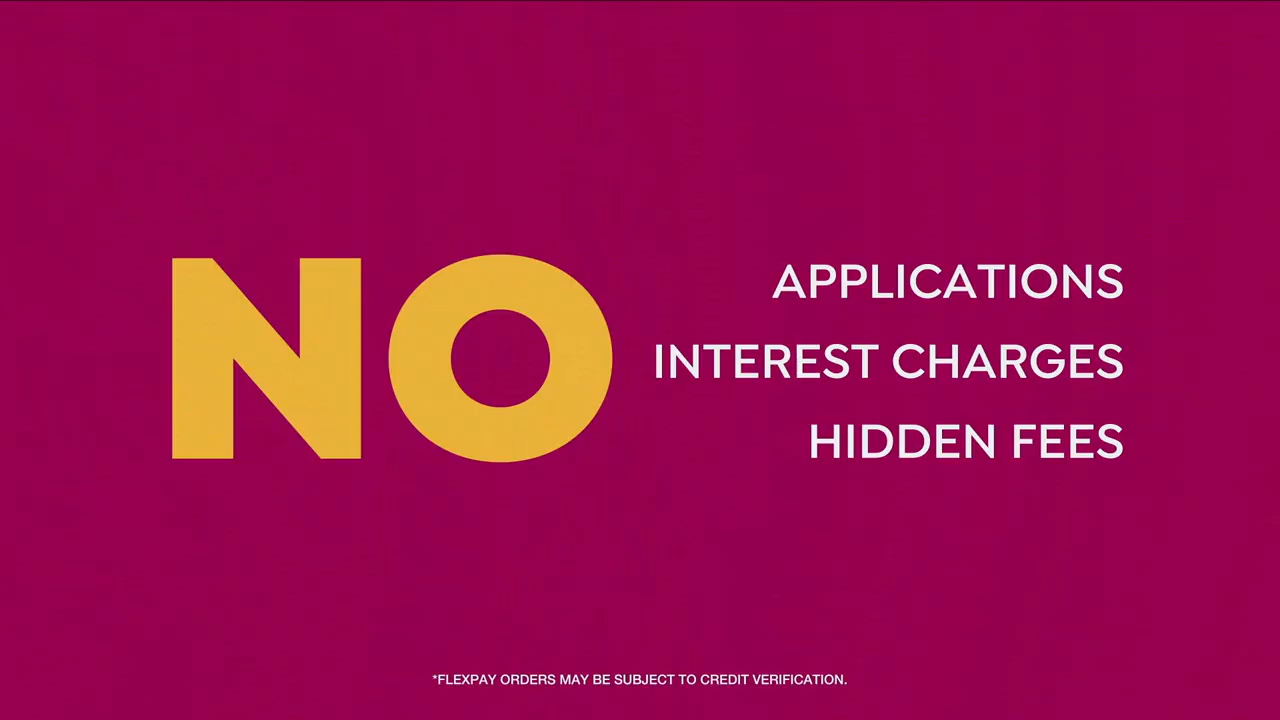 NO
APPLICATIONS
INTEREST CHARGES
HIDDEN FEES
*FLEXPAY ORDERS MAY BE SUBJECT TO CREDIT VERIFICATION.